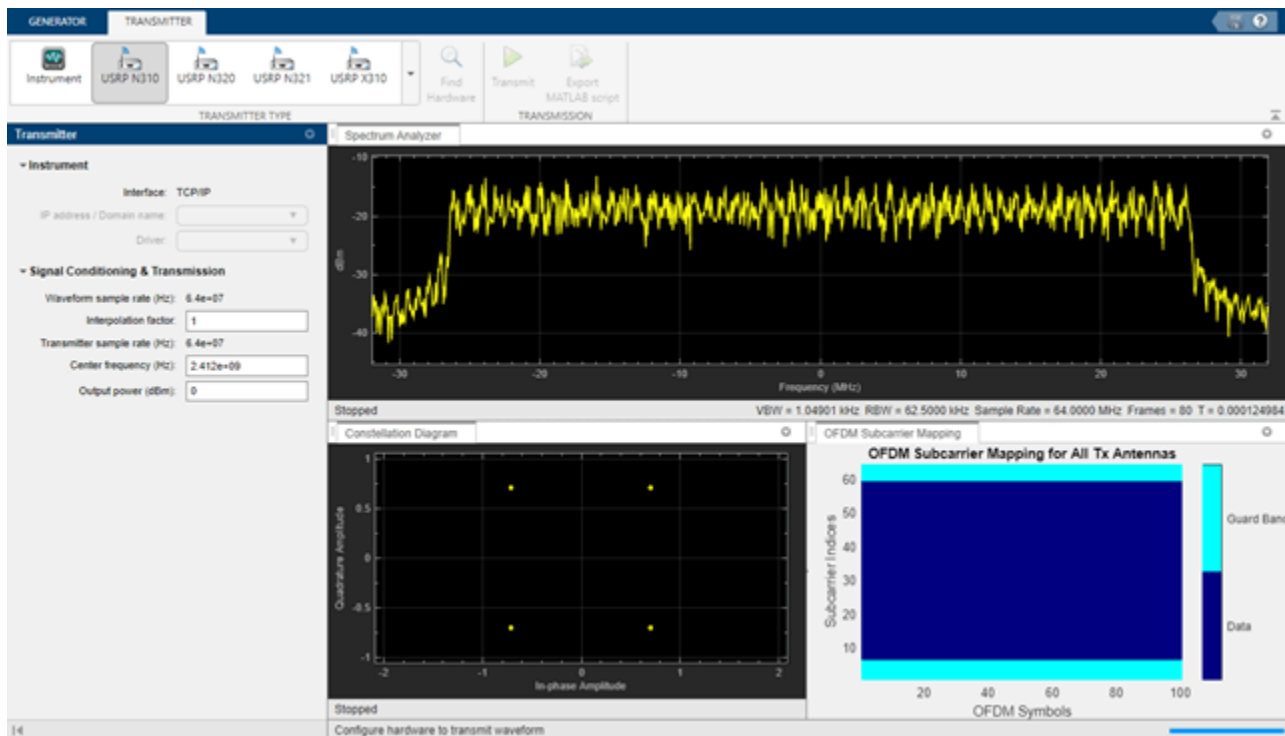 GENERATOR TRANSMITTER
?
Instrument USRP N310 USRP N320 USRP N321 USRP X310 Find Hardware Transmit Export MATLAB script
TRANSMITTER TYPE TRANSMISSION
Transmitter
Instrument
Interface: TCP/IP
IP address / Domain name:
Driver:
Signal Conditioning & Transmission
Waveform sample rate (Hz): 6.4e+07
Interpolation factor: 1
Transmitter sample rate (Hz): 6.4e+07
Center frequency (Hz): 2.412e+09
Output power (dBm): 0
Spectrum Analyzer
-10
-20
-30
-40
dBm
-30 -20 -10 0 10 20 30
Frequency (MHz)
Stopped VBW = 1.04901 kHz RBW = 62.5000 kHz Sample Rate = 64.0000 MHz Frames = 80 T = 0.000124984
Constellation Diagram
1
0.5
0
-0.5
-1
Quadrature Amplitude
-2 -1 0 1 2
In-phase Amplitude
Stopped
OFDM Subcarrier Mapping
OFDM Subcarrier Mapping for All Tx Antennas
60
50
40
30
20
10
Subcarrier Indices
20 40 60 80 100
OFDM Symbols
Guard Band
Data
Configure hardware to transmit waveform